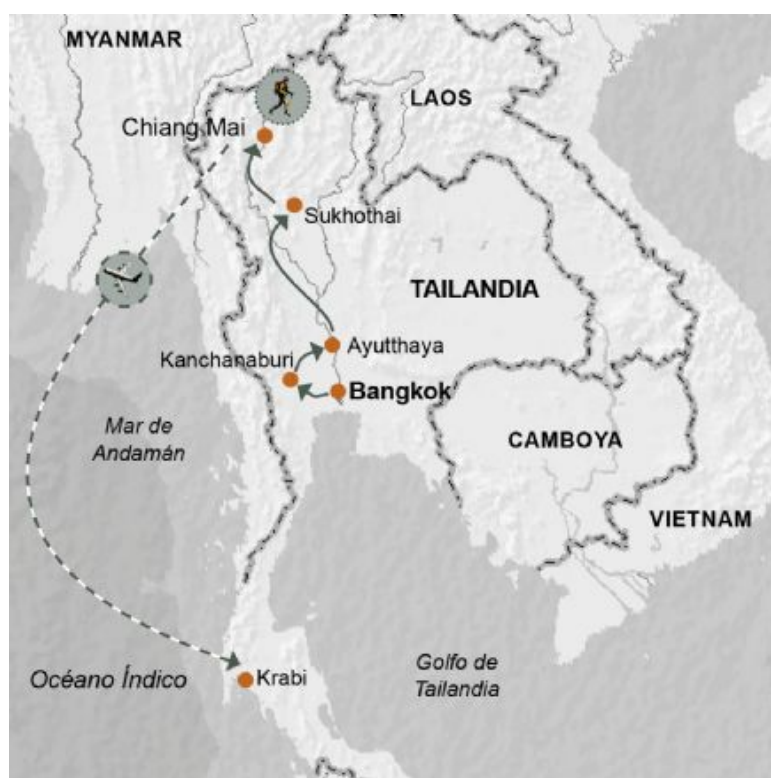 MYANMAR
LAOS
Chiang Mai
Sukhothai
TAILANDIA
Ayutthaya
Kanchanaburi
Bangkok
Mar de
Andamán
CAMBOYA
VIETNAM
Golfo de
Tailandia
Océano Índico
Krabi